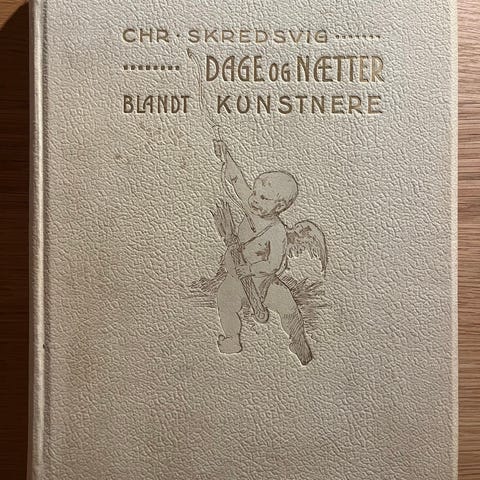 CHR · SKREDSVIG
DAGE OG NÆTTER
BLANDT KUNSTNERE